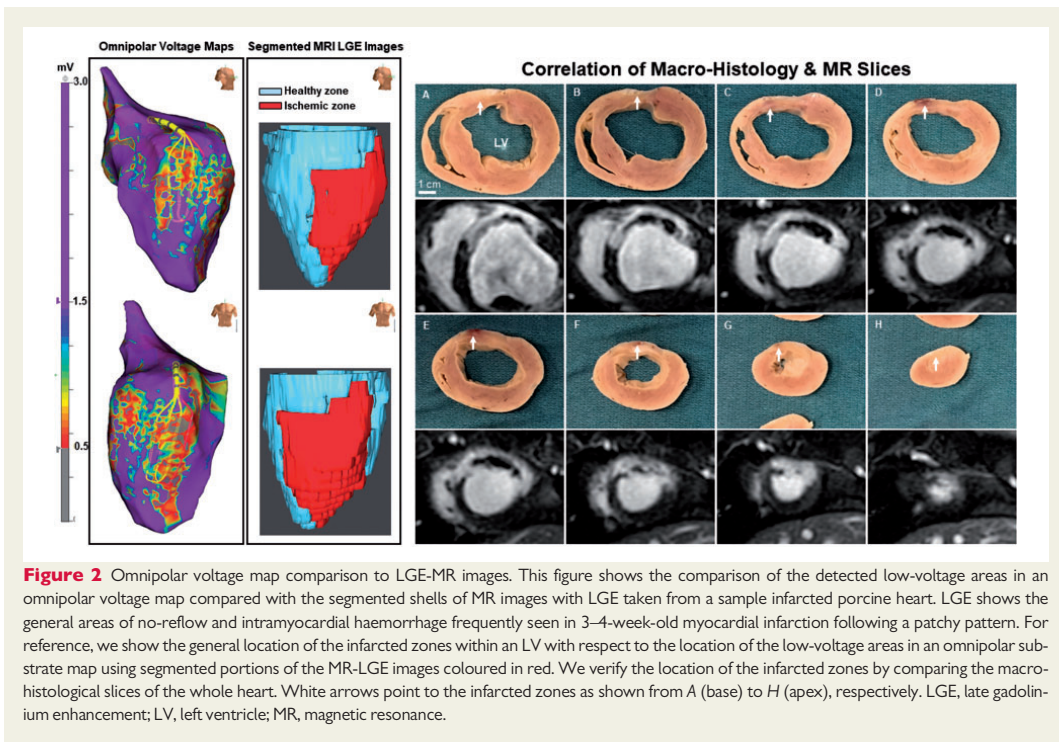 Omnipolar Voltage Maps
Segmented MRI LGE Images
mV
3.0
1.5
0.5
Healthy zone
Ischemic zone
Correlation of Macro-Histology & MR Slices
A
B
C
D
LV
1 cm
E
F
G
H
Figure 2 Omnipolar voltage map comparison to LGE-MR images. This figure shows the comparison of the detected low-voltage areas in an
omnipolar voltage map compared with the segmented shells of MR images with LGE taken from a sample infarcted porcine heart. LGE shows the
general areas of no-reflow and intramyocardial haemorrhage frequently seen in 3–4-week-old myocardial infarction following a patchy pattern. For
reference, we show the general location of the infarcted zones within an LV with respect to the location of the low-voltage areas in an omnipolar sub-
strate map using segmented portions of the MR-LGE images coloured in red. We verify the location of the infarcted zones by comparing the macro-
histological slices of the whole heart. White arrows point to the infarcted zones as shown from A (base) to H (apex), respectively. LGE, late gadolin-
ium enhancement; LV, left ventricle; MR, magnetic resonance.